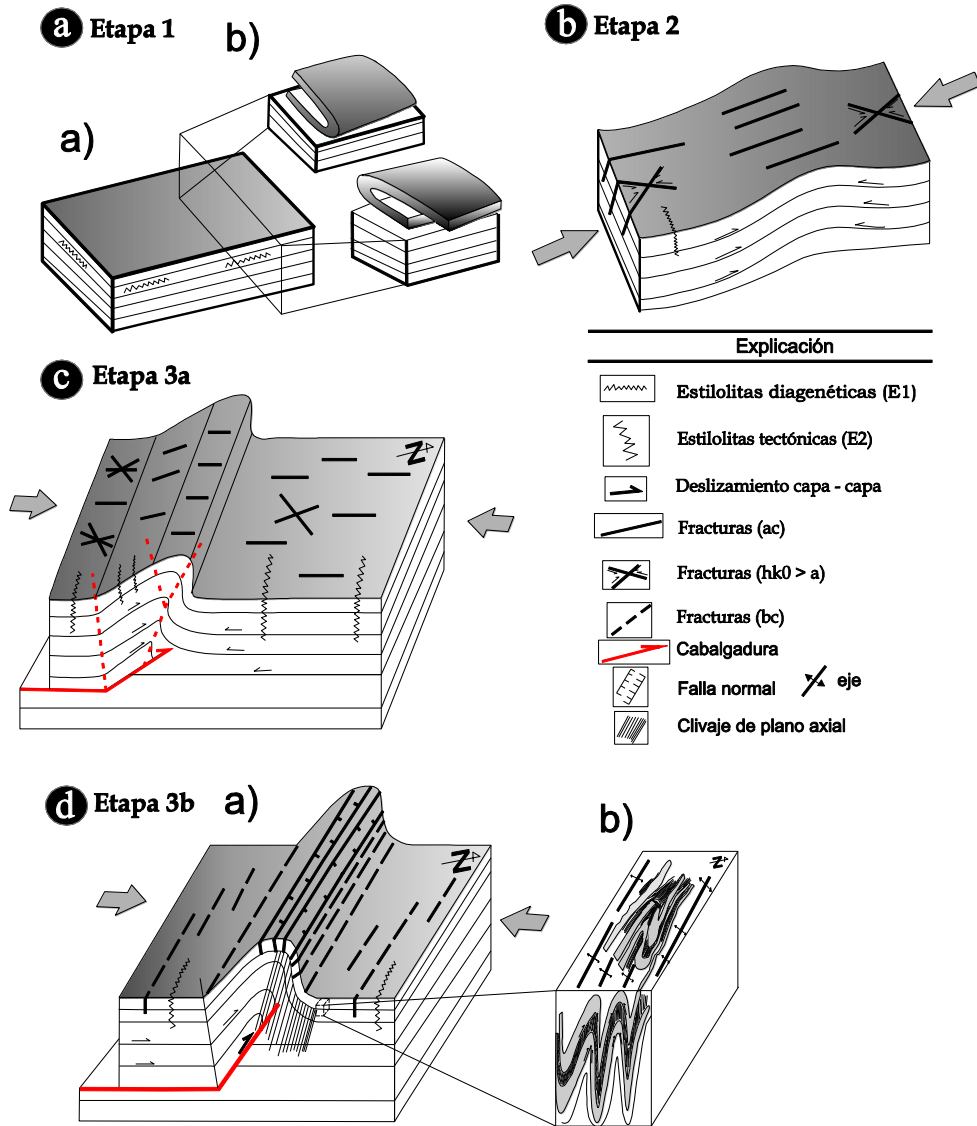 a Etapa 1
b)
a)
b Etapa 2
Explicación
Estilolitas diagenéticas (E1)
Estilolitas tectónicas (E2)
Deslizamiento capa - capa
Fracturas (ac)
Fracturas (hk0 > a)
Fracturas (bc)
Cabalgadura
Falla normal
eje
Clivaje de plano axial
c Etapa 3a
N
d Etapa 3b
a)
N
b)
N